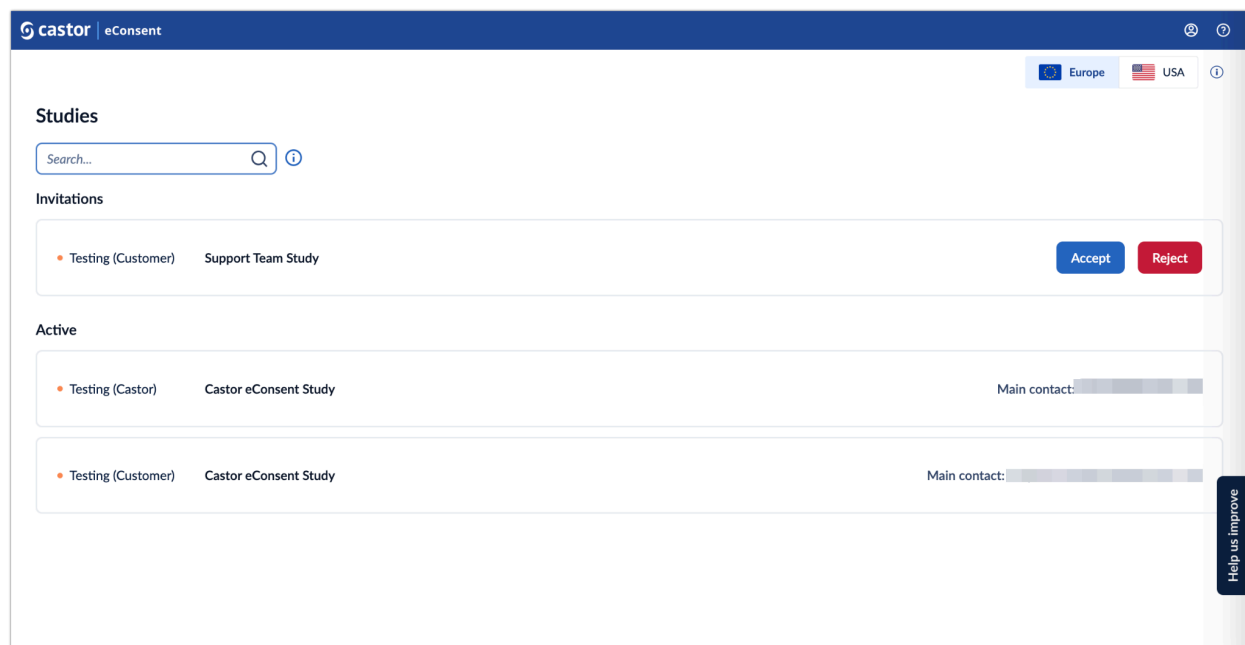 castor eConsent
Europe USA
Studies
Search...
Invitations
Testing (Customer) Support Team Study Accept Reject
Active
Testing (Castor) Castor eConsent Study Main contact:
Testing (Customer) Castor eConsent Study Main contact:
Help us improve